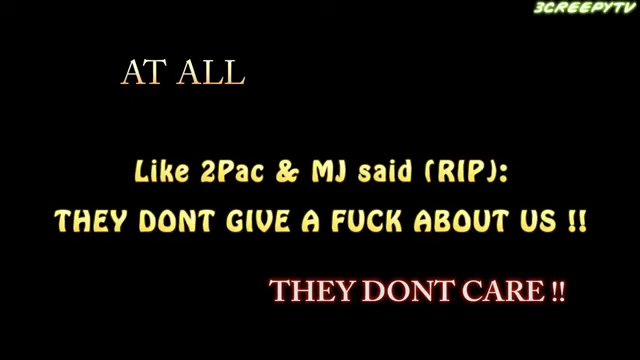 3CREEPYTV
AT ALL
Like 2Pac & MJ said (RIP):
THEY DONT GIVE A FUCK ABOUT US !!
THEY DONT CARE !!